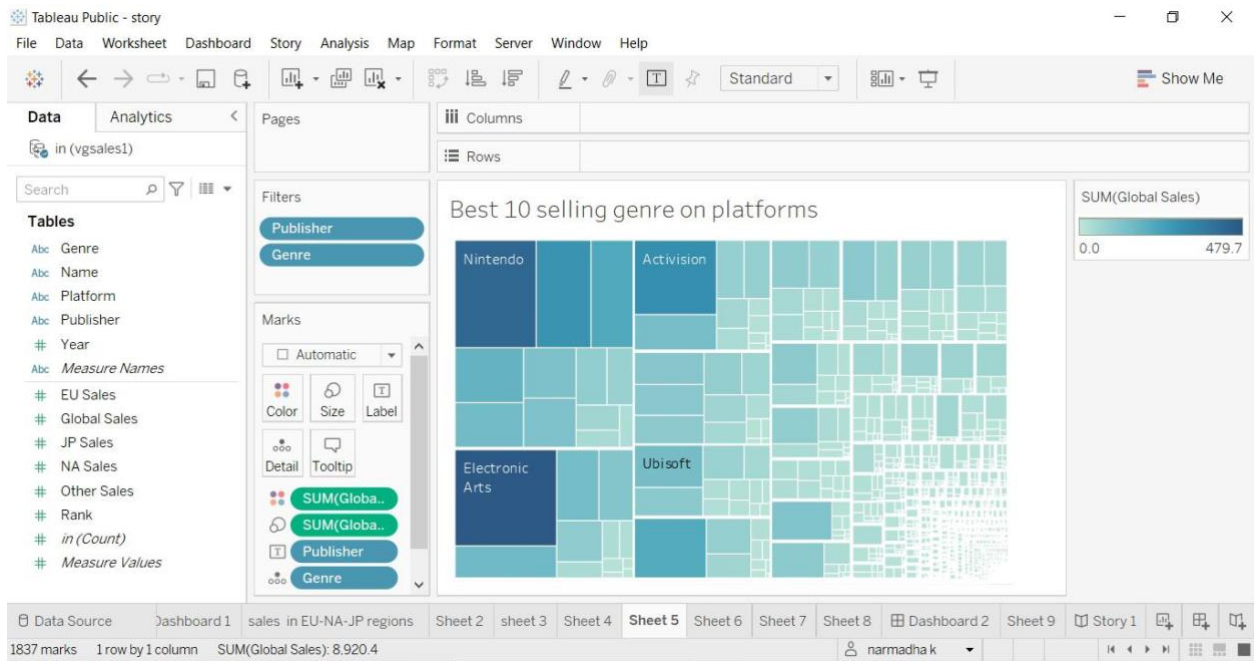 Tableau Public - story
File Data Worksheet Dashboard Story Analysis Map Format Server Window Help
Standard
Show Me
Data Analytics
in (vgsales1)
Search
Tables
Abc Genre
Abc Name
Abc Platform
Abc Publisher
# Year
Abc Measure Names
# EU Sales
# Global Sales
# JP Sales
# NA Sales
# Other Sales
# Rank
# in (Count)
# Measure Values
Pages
Filters
Publisher
Genre
Marks
Automatic
Color Size Label
Detail Tooltip
SUM(Globa..
SUM(Globa..
Publisher
Genre
Columns
Rows
Best 10 selling genre on platforms
Nintendo
Activision
Electronic
Arts
Ubisoft
SUM(Global Sales)
0.0 479.7
Data Source Dashboard 1 sales in EU-NA-JP regions Sheet 2 sheet 3 Sheet 4 Sheet 5 Sheet 6 Sheet 7 Sheet 8 Dashboard 2 Sheet 9 Story 1
1837 marks 1 row by 1 column SUM(Global Sales): 8,920.4 narmadha k